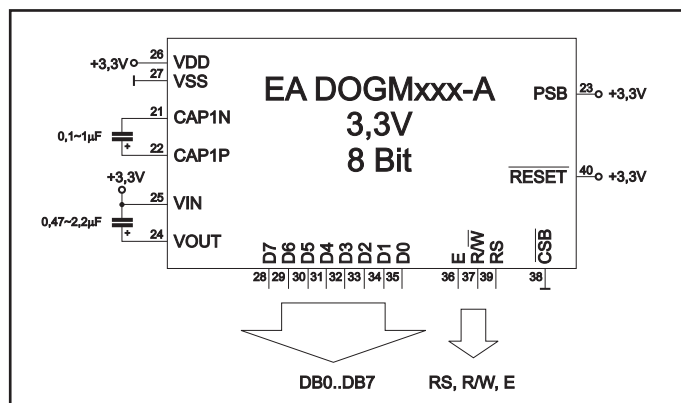 26
+3,3V
VDD
27
VSS
EA DOGMxxx-A
3,3V
8 Bit
PSB
23
+3,3V
21
CAP1N
0,1~1µF
+
22
CAP1P
RESET
40
+3,3V
+3,3V
25
VIN
0,47~2,2µF
+
24
VOUT
D7 D6 D5 D4 D3 D2 D1 D0
E R/W RS
CSB
28 29 30 31 32 33 34 35
36 37 39
38
DB0..DB7
RS, R/W, E